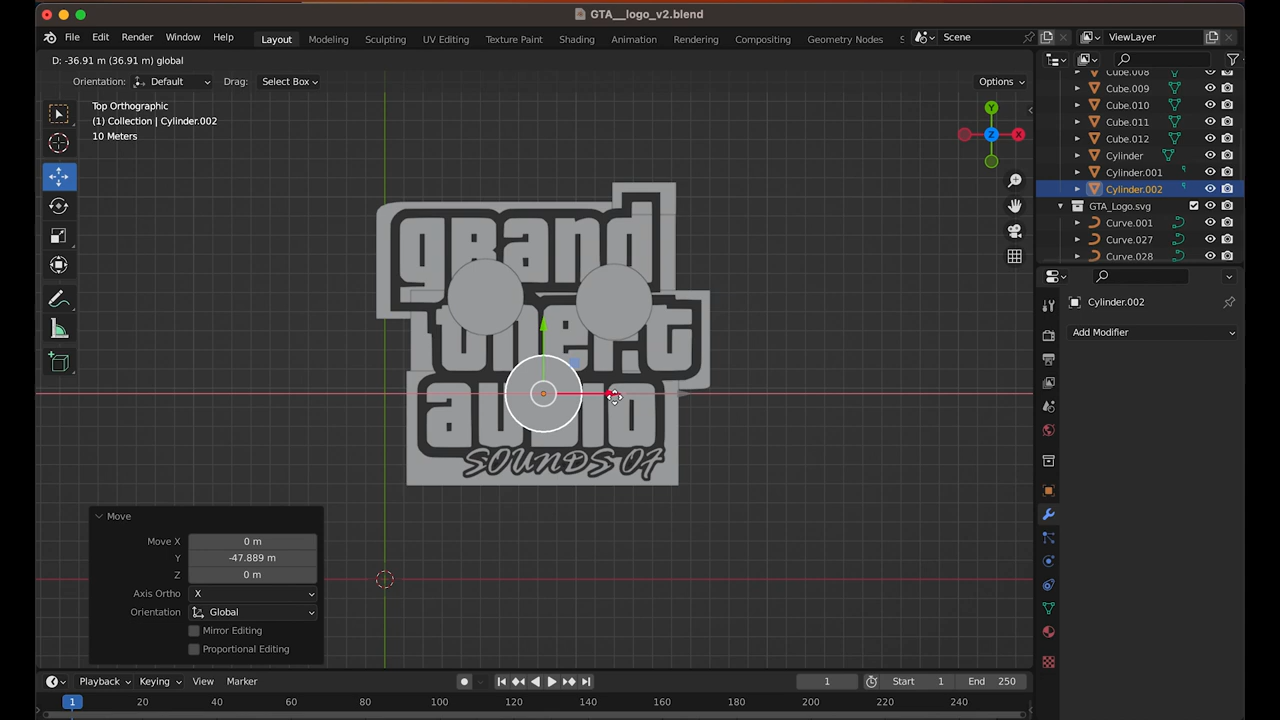 GTA__logo_v2.blend
File Edit Render Window Help Layout Modeling Sculpting UV Editing Texture Paint Shading Animation Rendering Compositing Geometry Nodes Scene ViewLayer
D: -36.91 m (36.91 m) global
Orientation: Default Drag: Select Box Options
Top Orthographic
(1) Collection | Cylinder.002
10 Meters
Y
Z X
Cube.008
Cube.009
Cube.010
Cube.011
Cube.012
Cylinder
Cylinder.001
Cylinder.002
GTA_Logo.svg
Curve.001
Curve.027
Curve.028
grand
theft
audio
SOUNDS OF
Cylinder.002
Add Modifier
Move
Move X 0 m
Y -47.889 m
Z 0 m
Axis Ortho X
Orientation Global
Mirror Editing
Proportional Editing
Playback Keying View Marker 1 Start 1 End 250
1 20 40 60 80 100 120 140 160 180 200 220 240